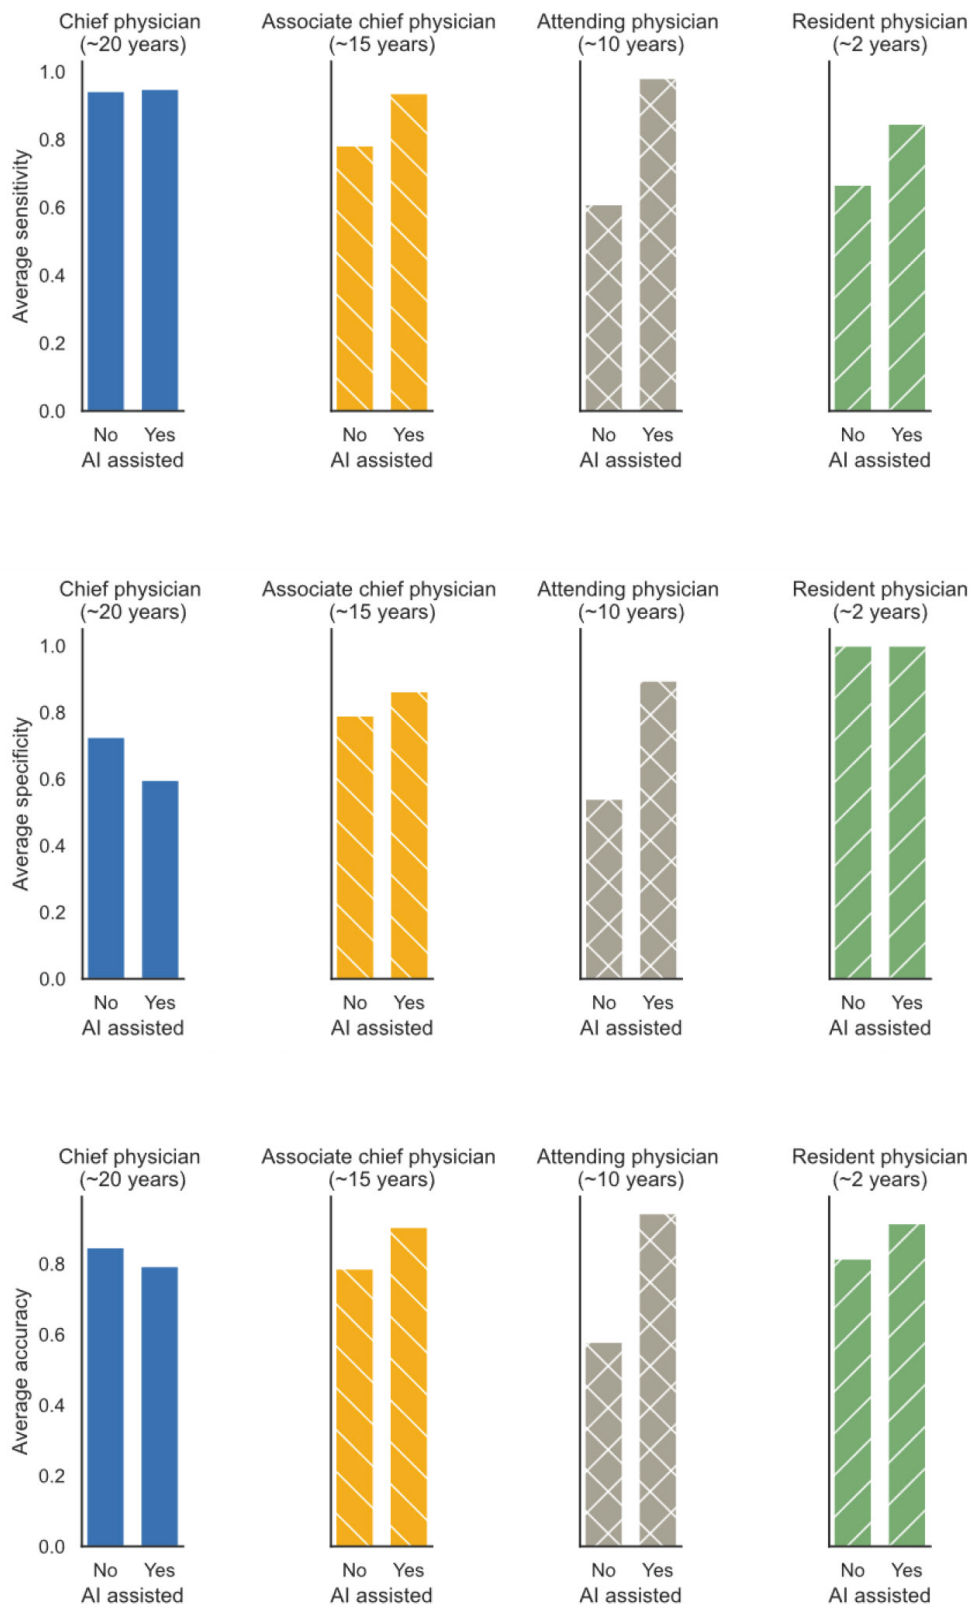 Chief physician
(~20 years)
Associate chief physician
(~15 years)
Attending physician
(~10 years)
Resident physician
(~2 years)
Average sensitivity
1.0
0.8
0.6
0.4
0.2
0.0
No Yes
AI assisted
No Yes
AI assisted
No Yes
AI assisted
No Yes
AI assisted
Chief physician
(~20 years)
Associate chief physician
(~15 years)
Attending physician
(~10 years)
Resident physician
(~2 years)
Average specificity
1.0
0.8
0.6
0.4
0.2
0.0
No Yes
AI assisted
No Yes
AI assisted
No Yes
AI assisted
No Yes
AI assisted
Chief physician
(~20 years)
Associate chief physician
(~15 years)
Attending physician
(~10 years)
Resident physician
(~2 years)
Average accuracy
0.8
0.6
0.4
0.2
0.0
No Yes
AI assisted
No Yes
AI assisted
No Yes
AI assisted
No Yes
AI assisted